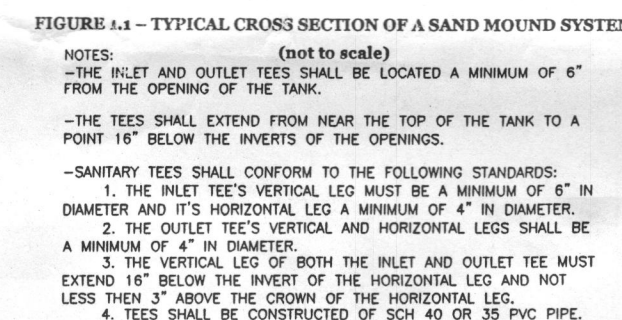 FIGURE 1.1 – TYPICAL CROSS SECTION OF A SAND MOUND SYSTEM
(not to scale)
NOTES:
–THE INLET AND OUTLET TEES SHALL BE LOCATED A MINIMUM OF 6"
FROM THE OPENING OF THE TANK.
–THE TEES SHALL EXTEND FROM NEAR THE TOP OF THE TANK TO A
POINT 16" BELOW THE INVERTS OF THE OPENINGS.
–SANITARY TEES SHALL CONFORM TO THE FOLLOWING STANDARDS:
1. THE INLET TEE'S VERTICAL LEG MUST BE A MINIMUM OF 6" IN
DIAMETER AND IT'S HORIZONTAL LEG A MINIMUM OF 4" IN DIAMETER.
2. THE OUTLET TEE'S VERTICAL AND HORIZONTAL LEGS SHALL BE
A MINIMUM OF 4" IN DIAMETER.
3. THE VERTICAL LEG OF BOTH THE INLET AND OUTLET TEE MUST
EXTEND 16" BELOW THE INVERT OF THE HORIZONTAL LEG AND NOT
LESS THEN 3" ABOVE THE CROWN OF THE HORIZONTAL LEG.
4. TEES SHALL BE CONSTRUCTED OF SCH 40 OR 35 PVC PIPE.